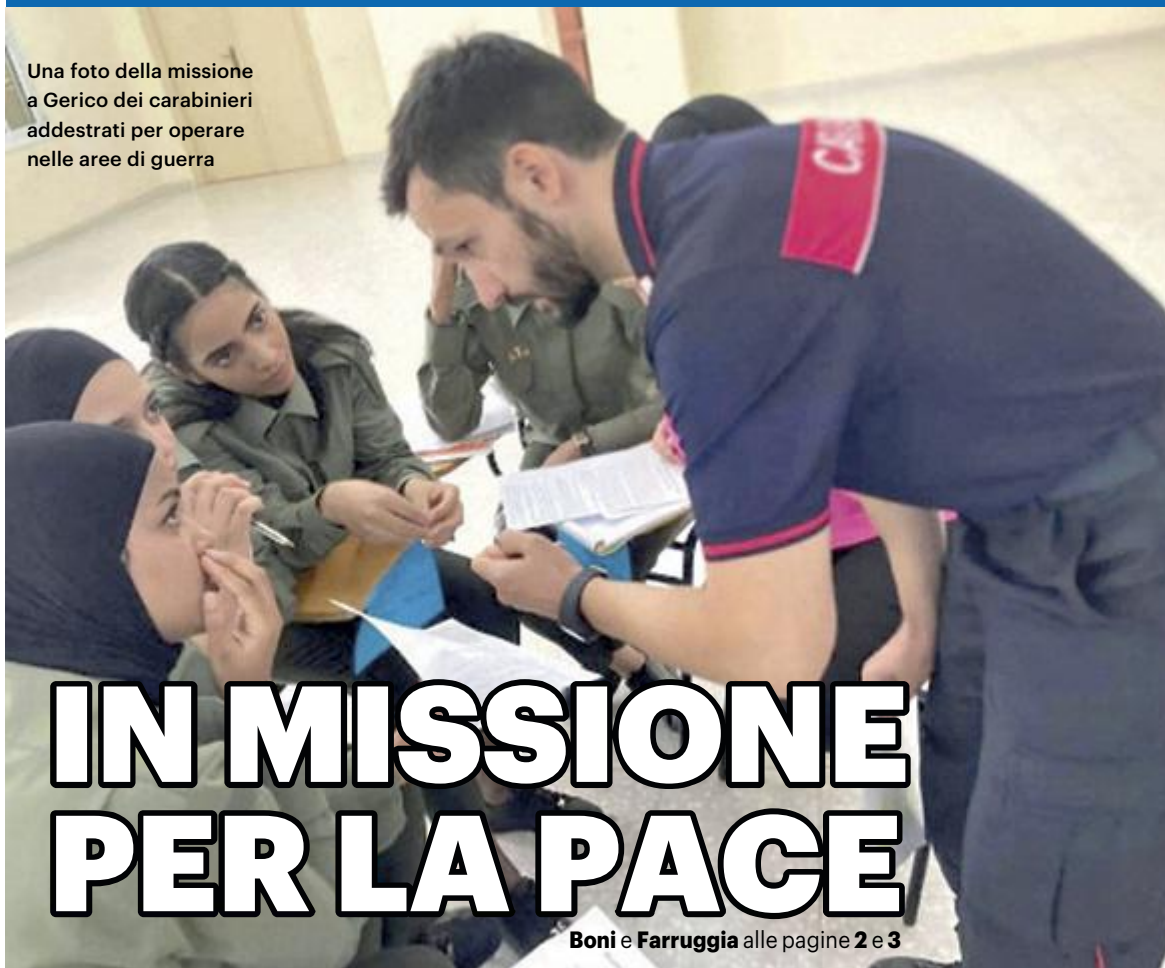 Una foto della missione
a Gerico dei carabinieri
addestrati per operare
nelle aree di guerra
IN MISSIONE
PER LA PACE
Boni e Farruggia alle pagine 2 e 3